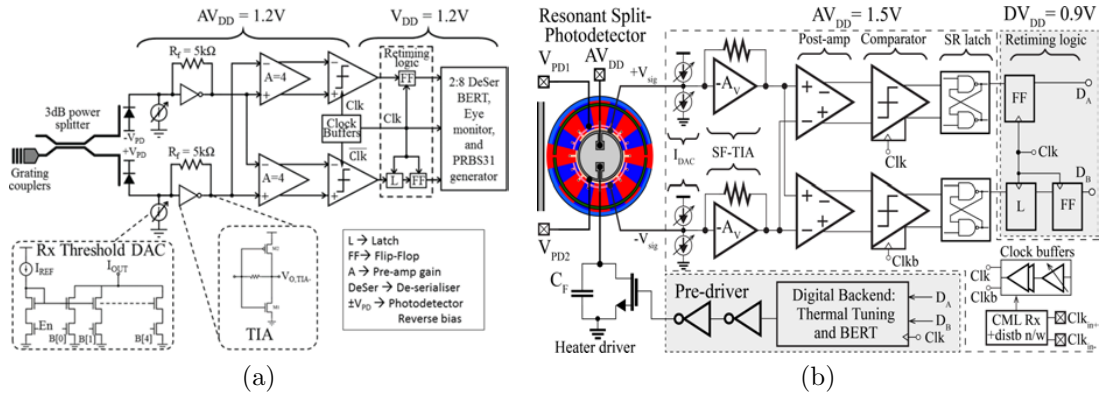 AVDD = 1.2V
VDD = 1.2V
Rf = 5kΩ
A=4
Retiming
logic
FF
3dB power
splitter
-VPD
+VPD
Rf = 5kΩ
Grating
couplers
Clk
Clock
Buffers
Clk
Clk
A=4
L
FF
2:8 DeSer
BERT,
Eye
monitor,
and
PRBS31
generator
Rx Threshold DAC
IREF
IOUT
En
B[0]
B[1]
B[4]
VO,TIA-
TIA
L → Latch
FF → Flip-Flop
A → Pre-amp gain
DeSer → De-serialiser
±VPD → Photodetector
Reverse bias
(a)
Resonant Split-
Photodetector
AVDD = 1.5V
DVDD = 0.9V
VPD1
AVDD
+Vsig
-AV
Post-amp
Comparator
SR latch
Retiming logic
FF
DA
Clk
IDAC
SF-TIA
Clk
DB
L
FF
VPD2
-Vsig
-AV
Clkb
CF
Heater driver
Pre-driver
Digital Backend:
Thermal Tuning
and BERT
DA
DB
Clk
Clock buffers
Clk
Clkb
CML Rx
+distb n/w
Clkin+
Clkin-
(b)